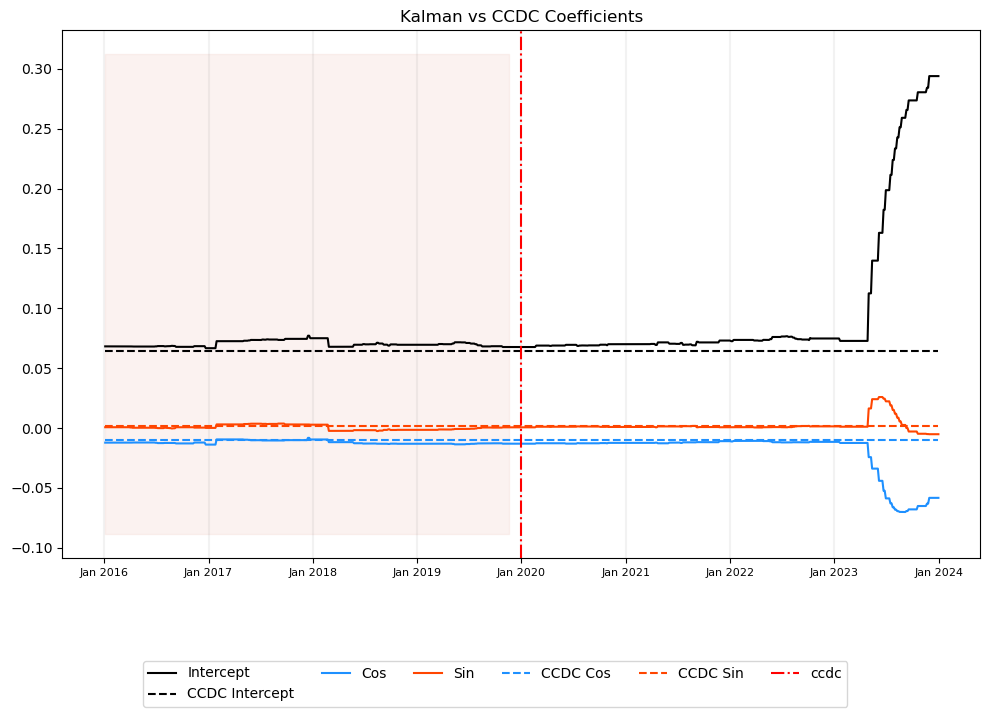 Kalman vs CCDC Coefficients
0.30
0.25
0.20
0.15
0.10
0.05
0.00
−0.05
−0.10
Jan 2016 Jan 2017 Jan 2018 Jan 2019 Jan 2020 Jan 2021 Jan 2022 Jan 2023 Jan 2024
Intercept Cos Sin CCDC Cos CCDC Sin ccdc
CCDC Intercept